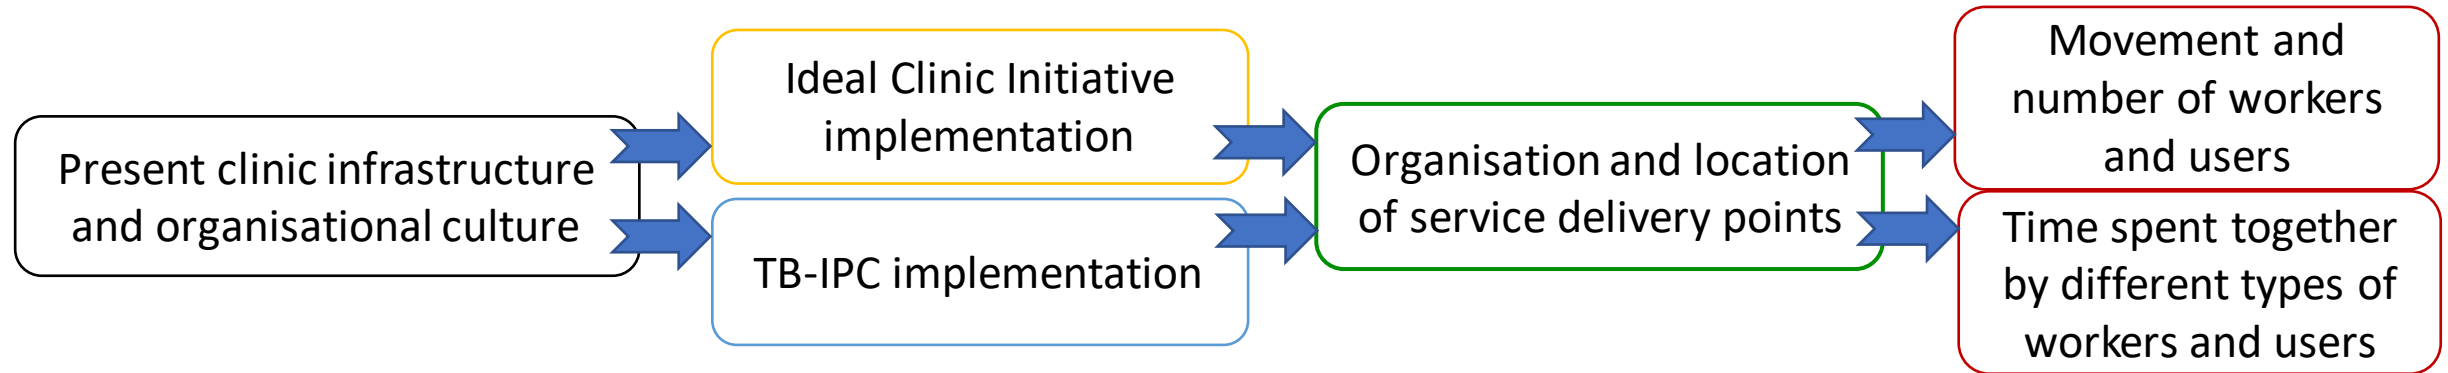 Present clinic infrastructure
and organisational culture
Ideal Clinic Initiative
implementation
TB-IPC implementation
Organisation and location
of service delivery points
Movement and
number of workers
and users
Time spent together
by different types of
workers and users